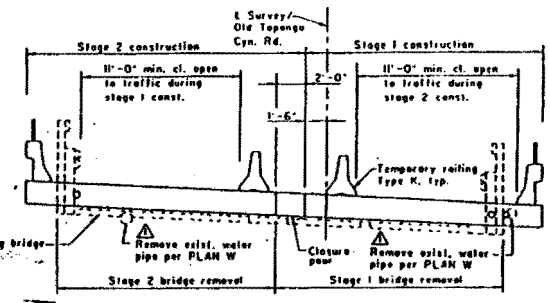 ℄ Survey/
Old Topanga
Cyn. Rd.
Stage 2 construction
Stage 1 construction
11'-0" min. cl. open
to traffic during
stage 1 const.
2'-0"
11'-0" min. cl. open
to traffic during
stage 2 const.
1'-6"
Temporary railing
Type K, typ.
bridge
Remove exist. water
pipe per PLAN W
Closure
pour
Remove exist. water
pipe per PLAN W
Stage 2 bridge removal
Stage 1 bridge removal